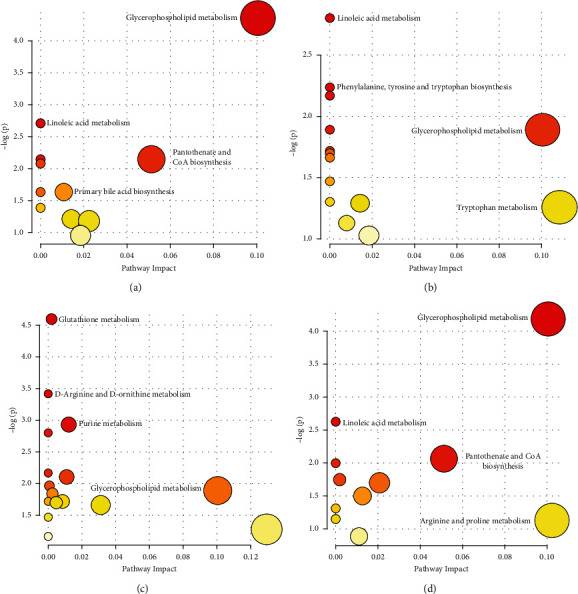 Glycerophospholipid metabolism
4.0
3.5
3.0
2.5
2.0
1.5
1.0
−log (p)
Linoleic acid metabolism
Pantothenate and
CoA biosynthesis
Primary bile acid biosynthesis
0.00 0.02 0.04 0.06 0.08 0.10
Pathway Impact
(a)
Linoleic acid metabolism
2.5
2.0
1.5
1.0
−log (p)
Phenylalanine, tyrosine and tryptophan biosynthesis
Glycerophospholipid metabolism
Tryptophan metabolism
0.00 0.02 0.04 0.06 0.08 0.10
Pathway Impact
(b)
Glutathione metabolism
4.5
4.0
3.5
3.0
2.5
2.0
1.5
−log (p)
D-Arginine and D-ornithine metabolism
Purine metabolism
Glycerophospholipid metabolism
0.00 0.02 0.04 0.06 0.08 0.10 0.12
Pathway Impact
(c)
Glycerophospholipid metabolism
4.0
3.5
3.0
2.5
2.0
1.5
1.0
−log (p)
Linoleic acid metabolism
Pantothenate and CoA
biosynthesis
Arginine and proline metabolism
0.00 0.02 0.04 0.06 0.08 0.10
Pathway Impact
(d)